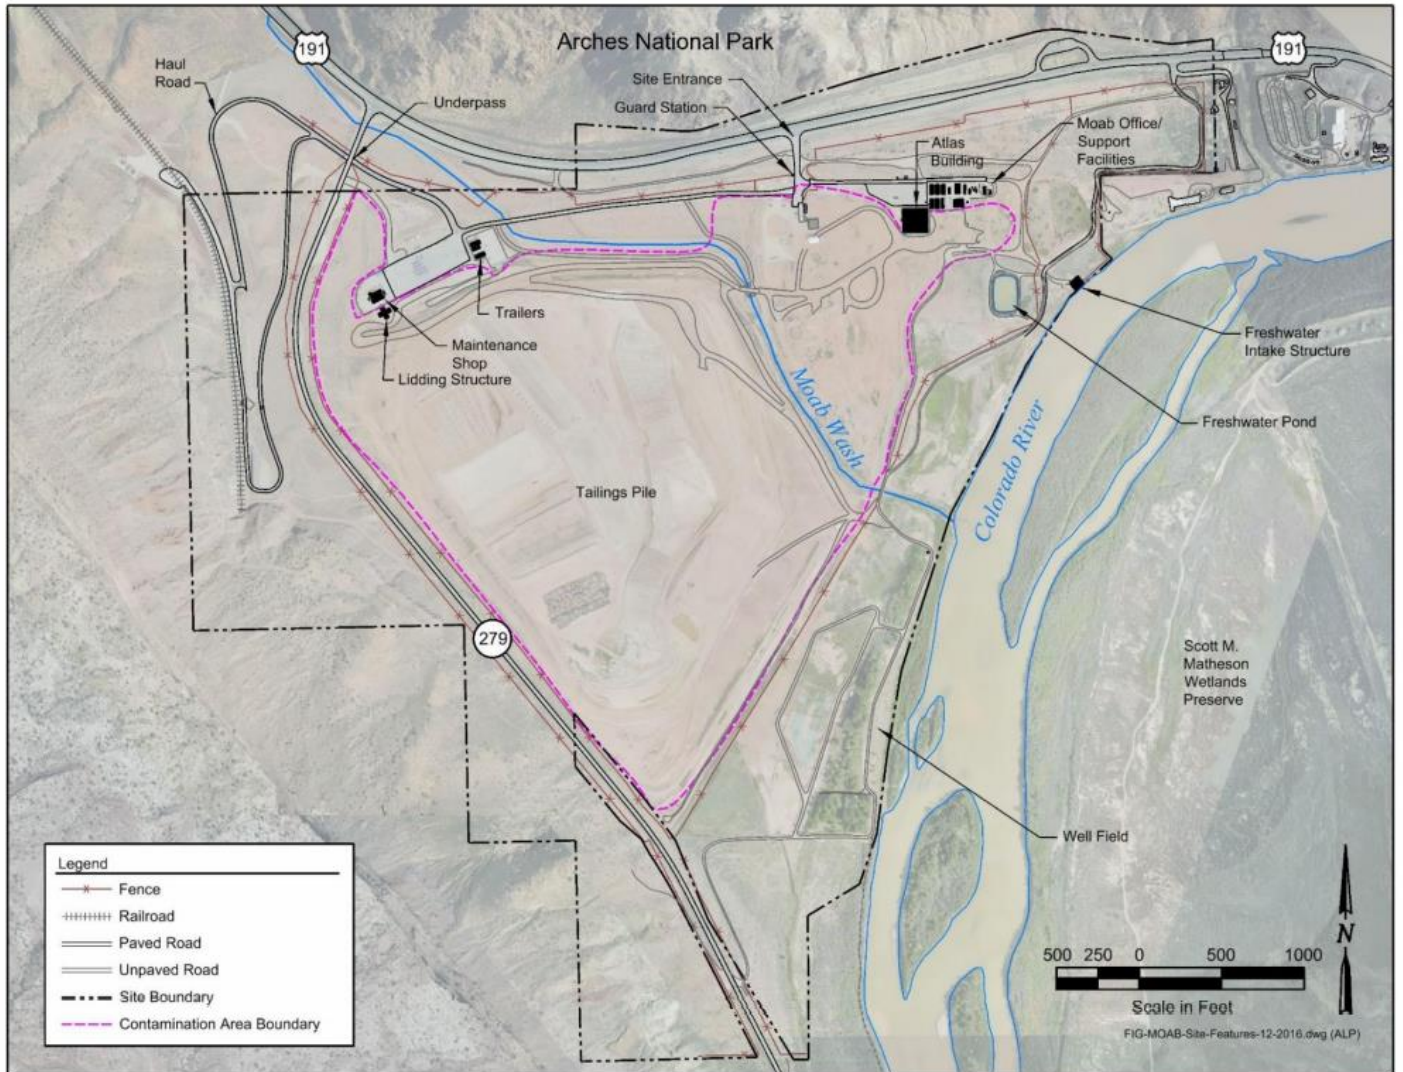 Arches National Park
191
191
Haul
Road
Underpass
Site Entrance
Guard Station
Atlas
Building
Moab Office/
Support
Facilities
Trailers
Maintenance
Shop
Lidding Structure
Freshwater
Intake Structure
Freshwater Pond
Moab Wash
Colorado River
Tailings Pile
279
Scott M.
Matheson
Wetlands
Preserve
Well Field
Legend
Fence
Railroad
Paved Road
Unpaved Road
Site Boundary
Contamination Area Boundary
N
500 250 0 500 1000
Scale in Feet
FIG-MOAB-Site-Features-12-2016.dwg (ALP)